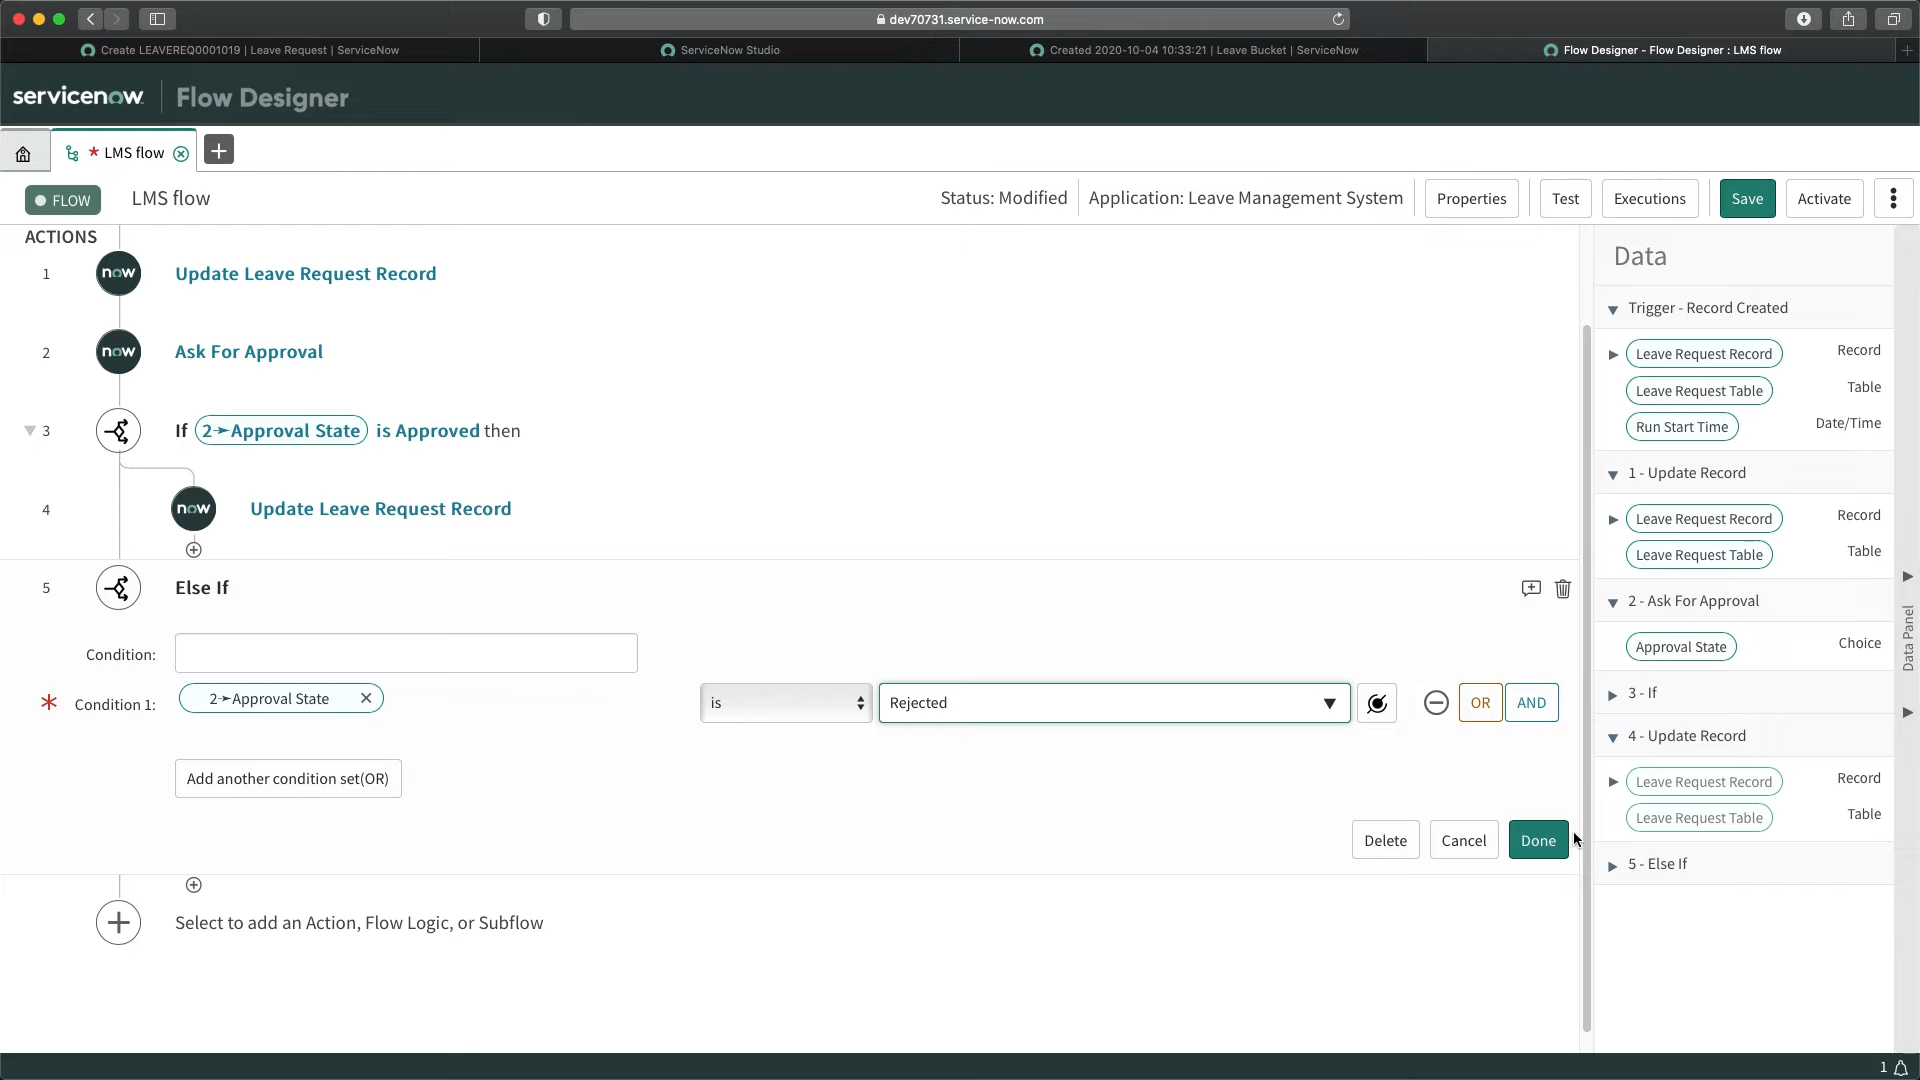 dev70731.service-now.com
Create LEAVEREQ0001019 | Leave Request | ServiceNow
ServiceNow Studio
Created 2020-10-04 10:33:21 | Leave Bucket | ServiceNow
Flow Designer - Flow Designer : LMS flow
servicenow
Flow Designer
* LMS flow
FLOW
LMS flow
Status: Modified
Application: Leave Management System
Properties
Test
Executions
Save
Activate
ACTIONS
1
now
Update Leave Request Record
2
now
Ask For Approval
3
If 2➛Approval State is Approved then
4
now
Update Leave Request Record
5
Else If
Condition:
* Condition 1:
2➛Approval State
is
Rejected
OR
AND
Add another condition set(OR)
Delete
Cancel
Done
Select to add an Action, Flow Logic, or Subflow
Data
Trigger - Record Created
Leave Request Record
Record
Leave Request Table
Table
Run Start Time
Date/Time
1 - Update Record
Leave Request Record
Record
Leave Request Table
Table
2 - Ask For Approval
Approval State
Choice
3 - If
4 - Update Record
Leave Request Record
Record
Leave Request Table
Table
5 - Else If
Data Panel
1